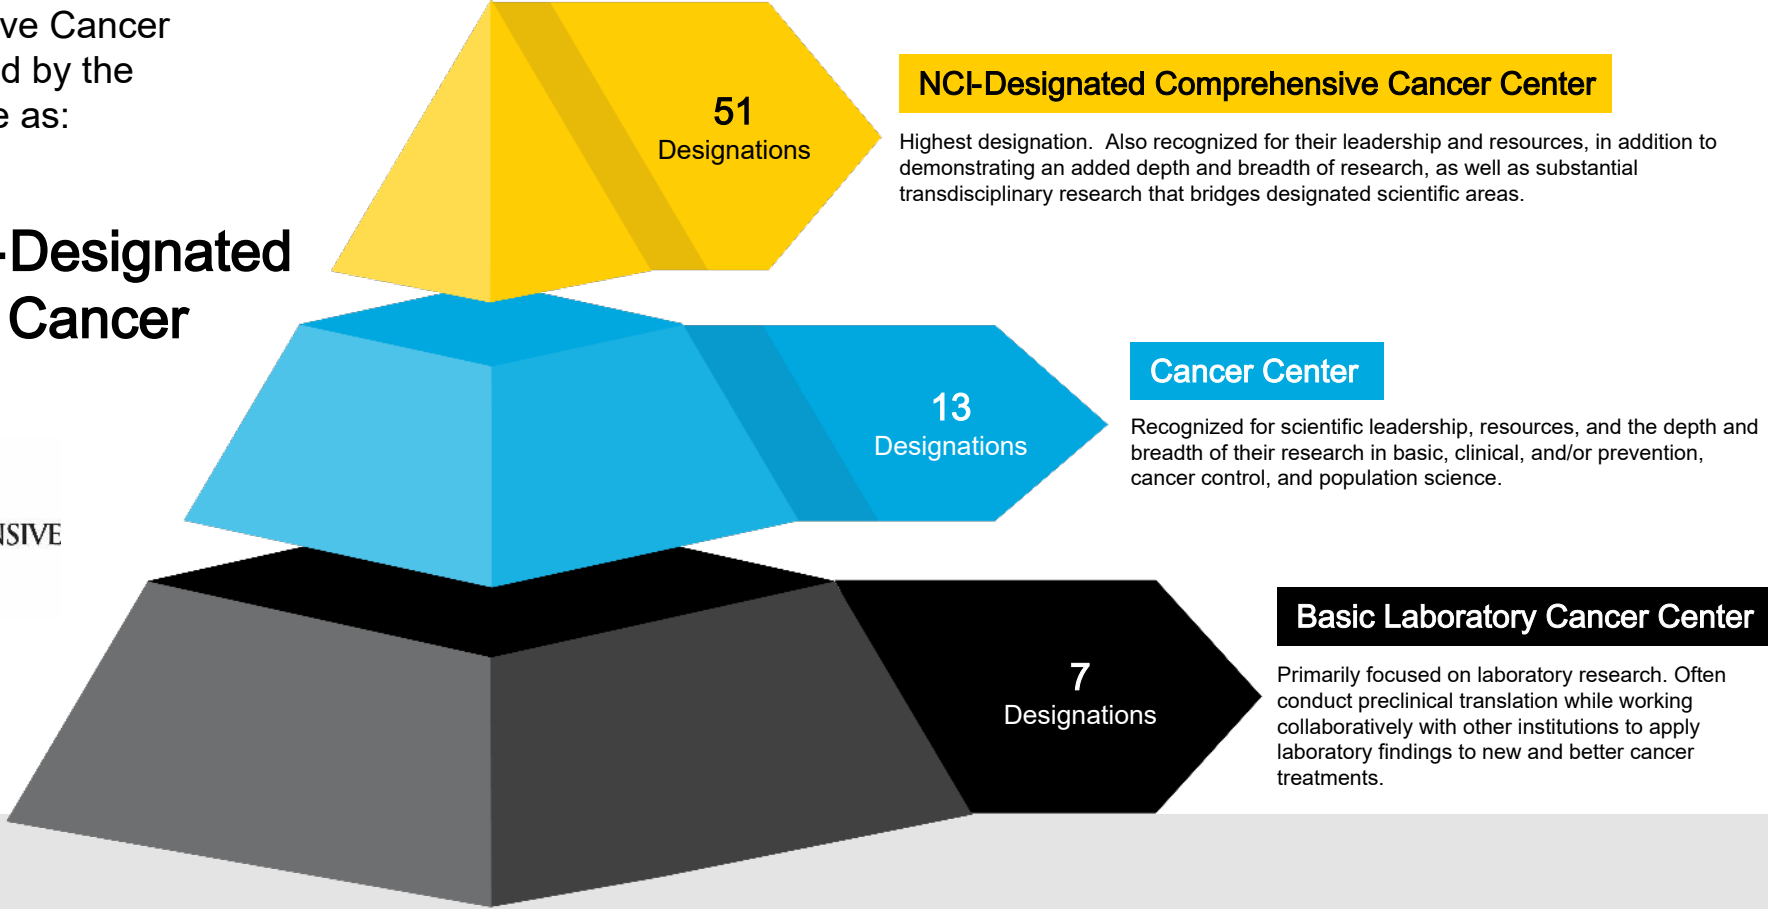 ve Cancer
d by the
e as:
-Designated
Cancer
NSIVE
51
Designations
NCI-Designated Comprehensive Cancer Center
Highest designation.  Also recognized for their leadership and resources, in addition to
demonstrating an added depth and breadth of research, as well as substantial
transdisciplinary research that bridges designated scientific areas.
13
Designations
Cancer Center
Recognized for scientific leadership, resources, and the depth and
breadth of their research in basic, clinical, and/or prevention,
cancer control, and population science.
7
Designations
Basic Laboratory Cancer Center
Primarily focused on laboratory research. Often
conduct preclinical translation while working
collaboratively with other institutions to apply
laboratory findings to new and better cancer
treatments.